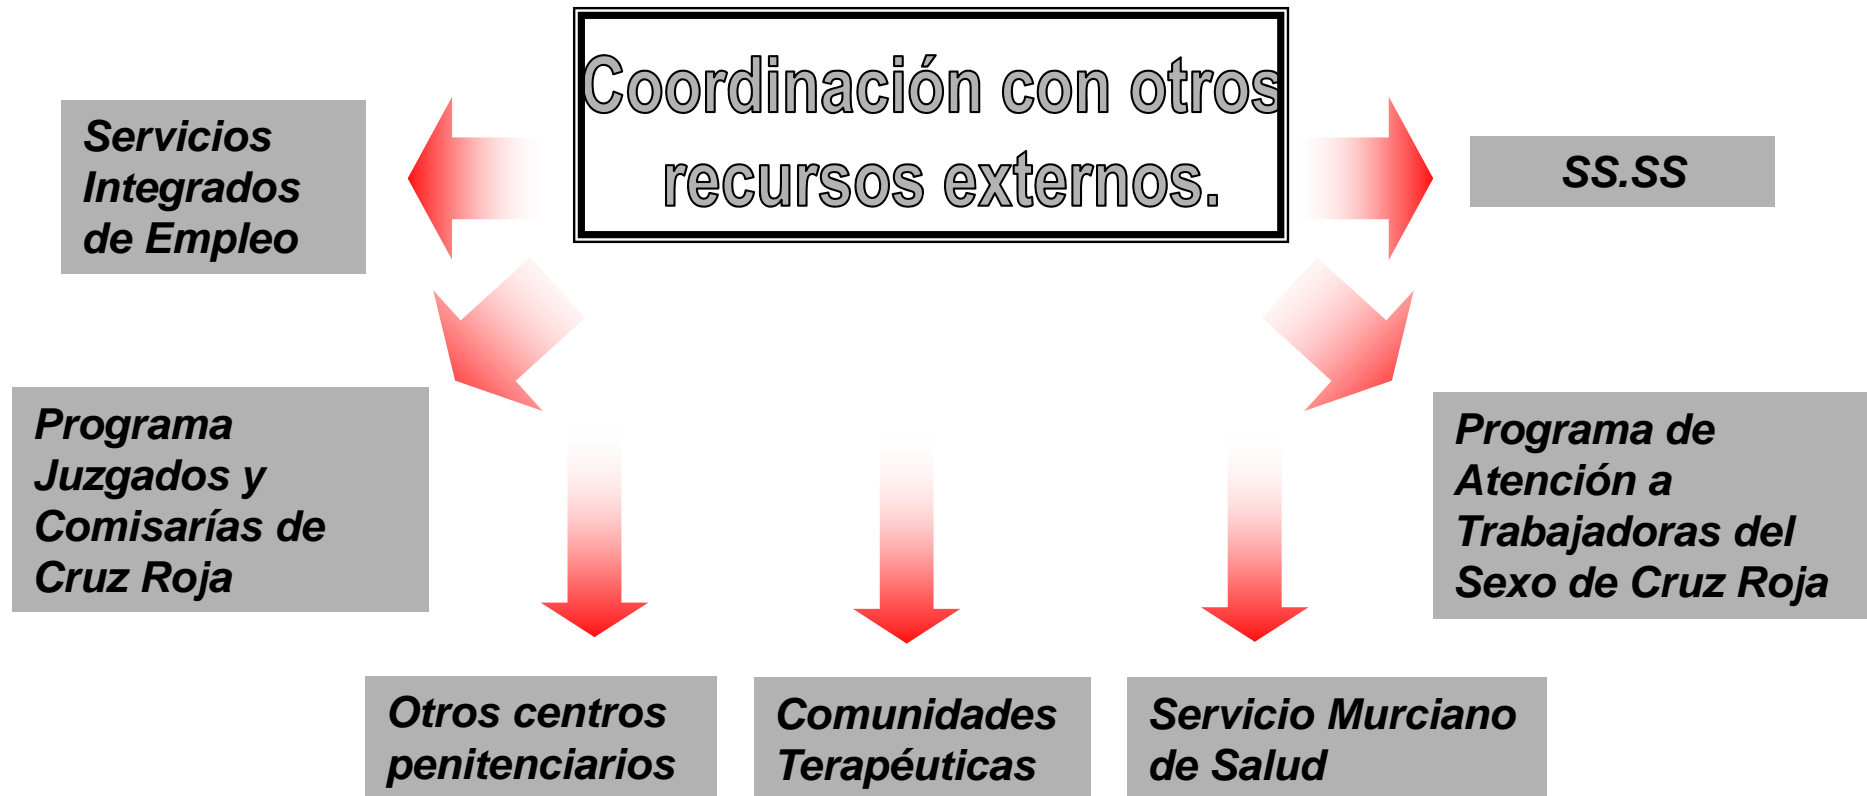 Coordinación con otros
recursos externos.
Servicios
Integrados
de Empleo
SS.SS
Programa
Juzgados y
Comisarías de
Cruz Roja
Programa de
Atención a
Trabajadoras del
Sexo de Cruz Roja
Otros centros
penitenciarios
Comunidades
Terapéuticas
Servicio Murciano
de Salud